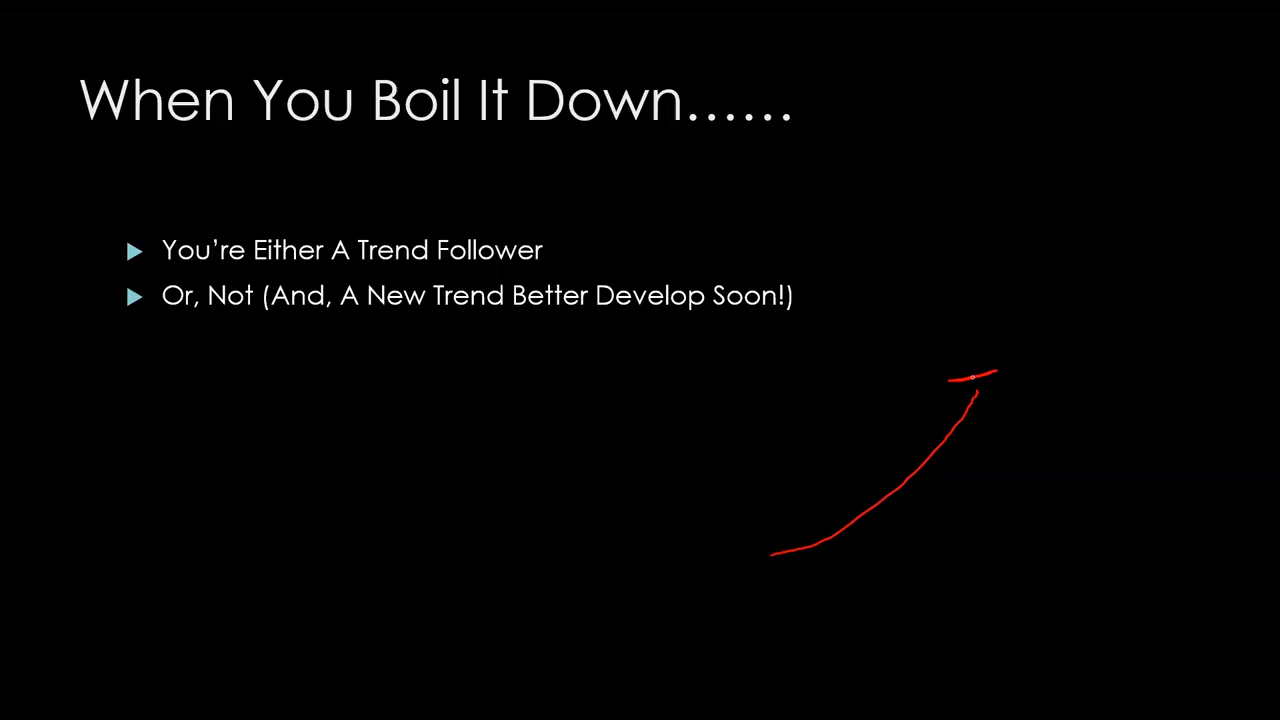 When You Boil It Down......
You’re Either A Trend Follower
Or, Not (And, A New Trend Better Develop Soon!)